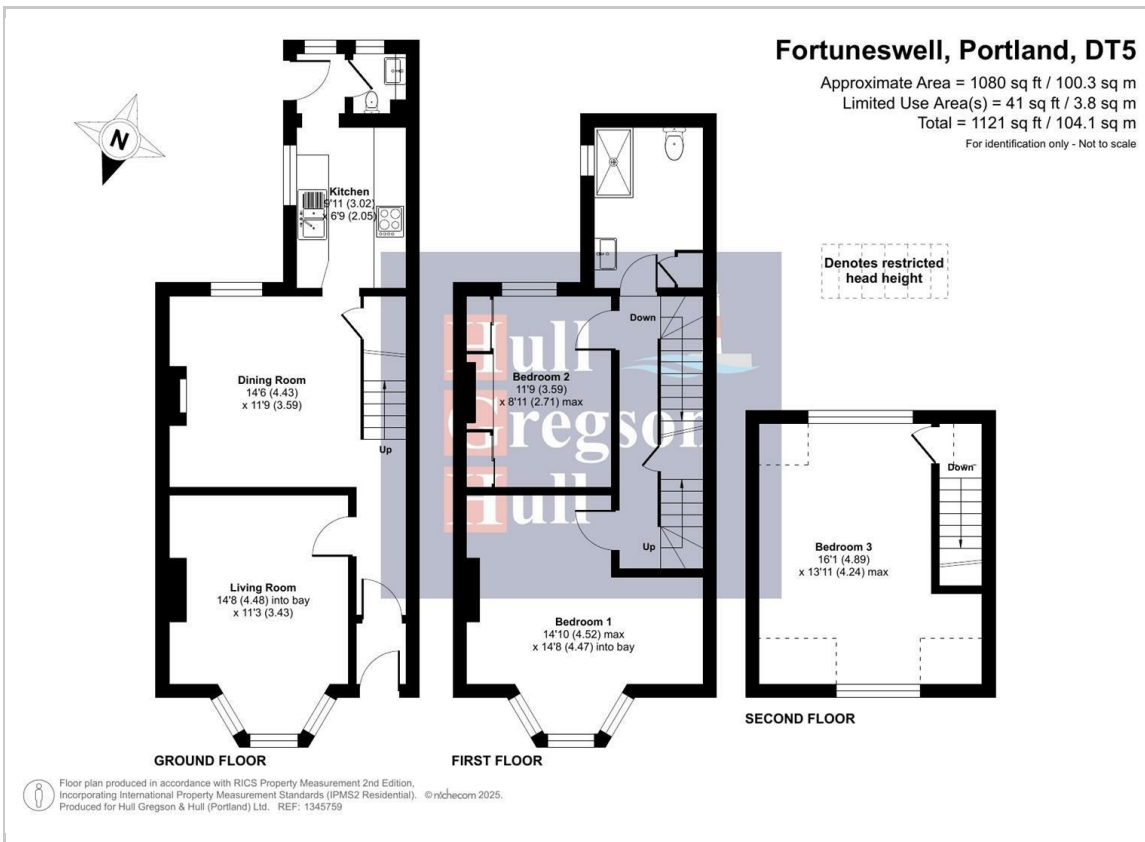 Fortuneswell, Portland, DT5
Approximate Area = 1080 sq ft / 100.3 sq m
Limited Use Area(s) = 41 sq ft / 3.8 sq m
Total = 1121 sq ft / 104.1 sq m
For identification only - Not to scale
N
Kitchen
9'11 (3.02)
x 6'9 (2.05)
Denotes restricted
head height
Dining Room
14'6 (4.43)
x 11'9 (3.59)
Up
Living Room
14'8 (4.48) into bay
x 11'3 (3.43)
GROUND FLOOR
Hull
Gregson
Hull
Down
Bedroom 2
11'9 (3.59)
x 8'11 (2.71) max
Up
Bedroom 1
14'10 (4.52) max
x 14'8 (4.47) into bay
FIRST FLOOR
Down
Bedroom 3
16'1 (4.89)
x 13'11 (4.24) max
SECOND FLOOR
Floor plan produced in accordance with RICS Property Measurement 2nd Edition,
Incorporating International Property Measurement Standards (IPMS2 Residential). © nichecom 2025.
Produced for Hull Gregson & Hull (Portland) Ltd. REF: 1345759